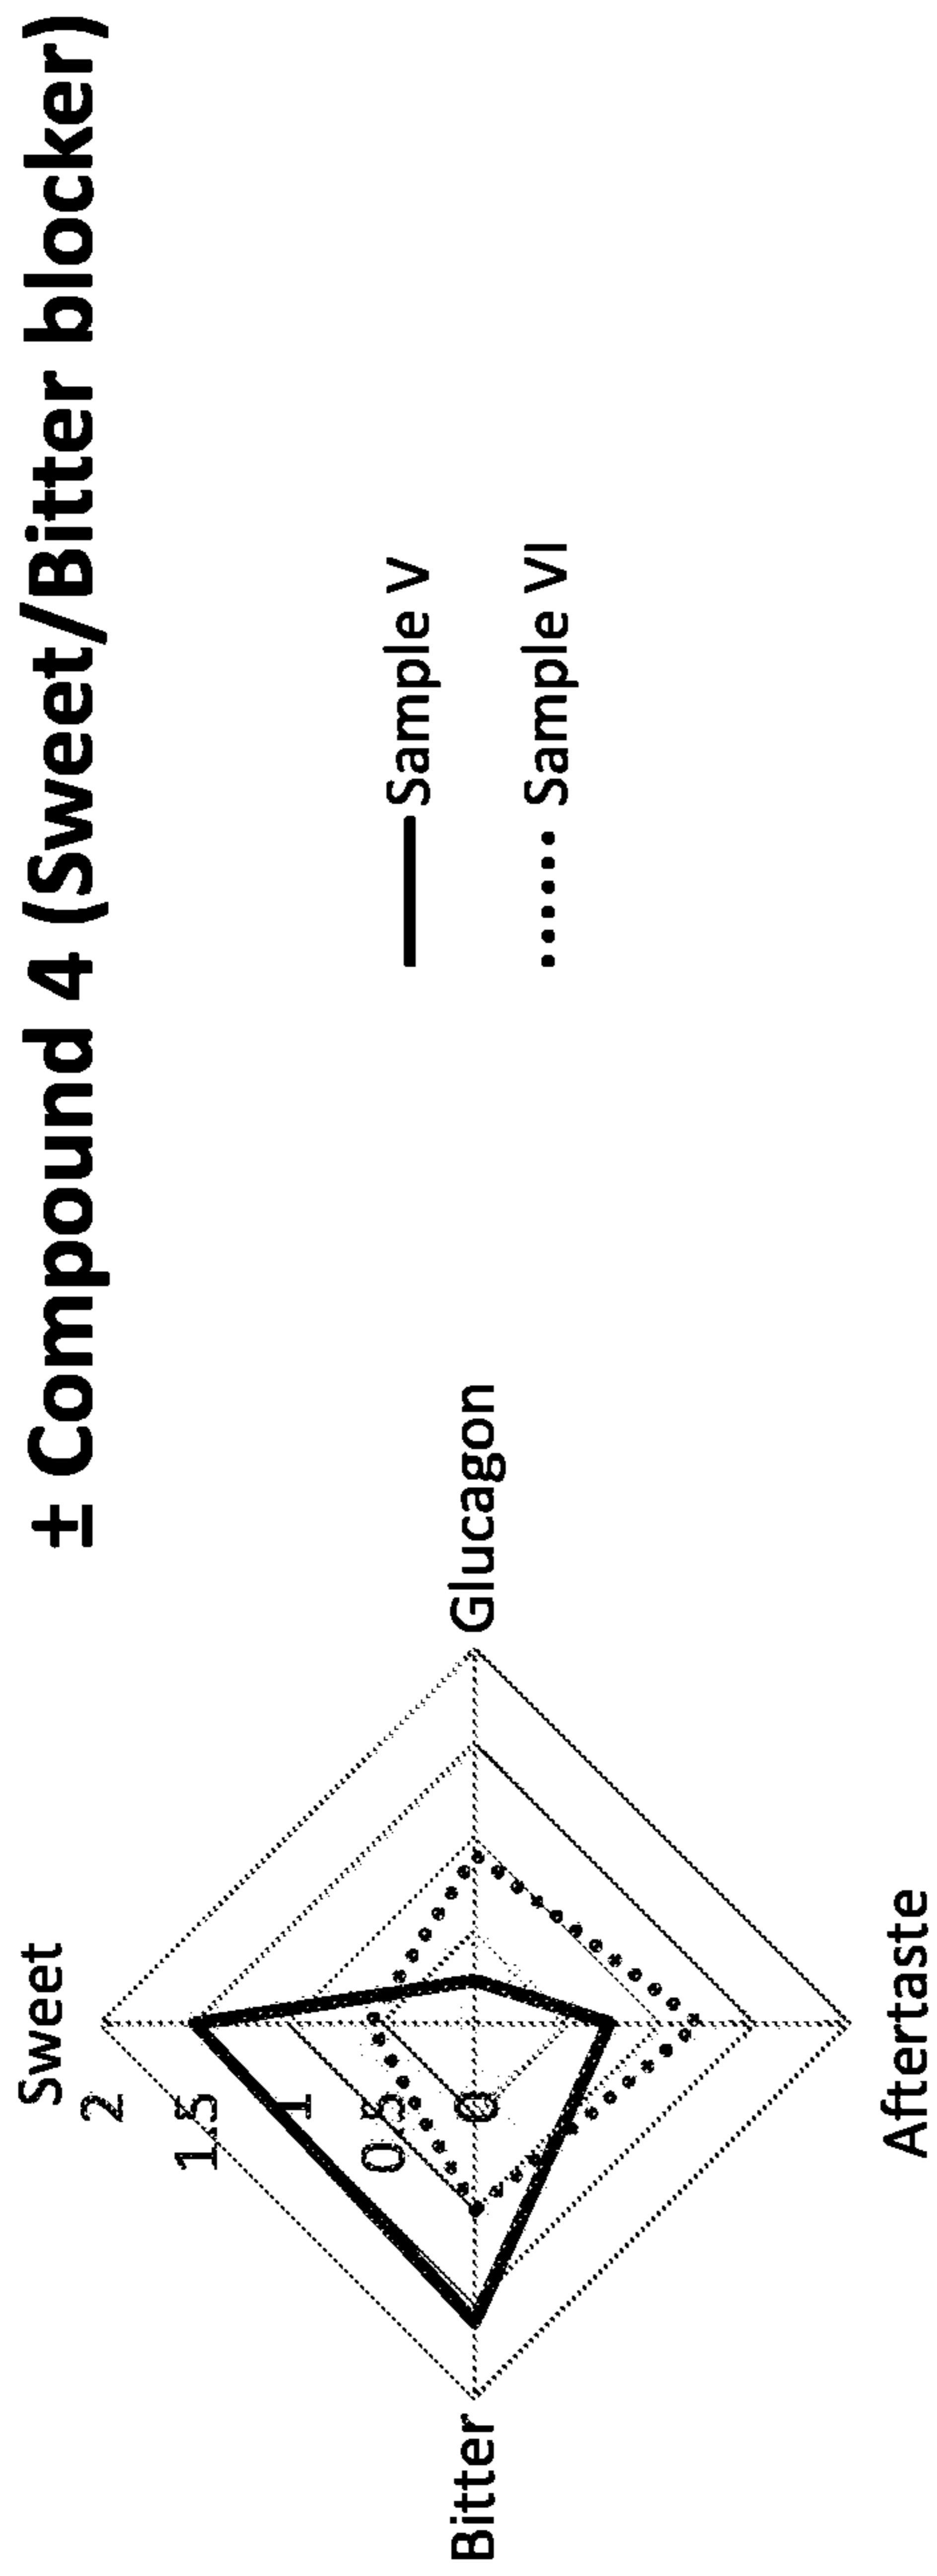 ± Compound 4 (Sweet/Bitter blocker)
Sweet
2
1.5
1
0.5
0
Bitter
Glucagon
Aftertaste
Sample V
Sample VI